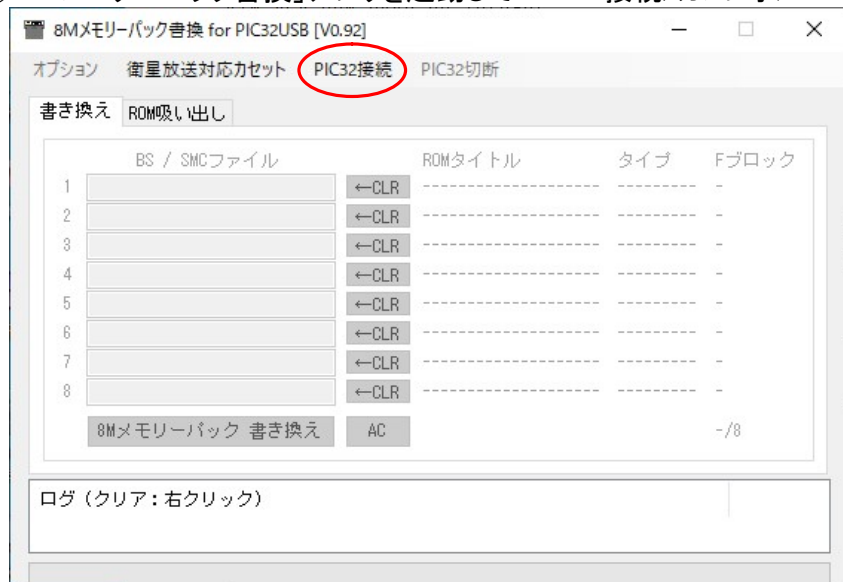 8Mメモリーパック書換 for PIC32USB [V0.92]
オプション 衛星放送対応カセット PIC32接続 PIC32切断
書き換え ROM吸い出し
BS / SMCファイル ROMタイトル タイプ Fブロック
1 ←CLR -------------------- --------- -
2 ←CLR -------------------- --------- -
3 ←CLR -------------------- --------- -
4 ←CLR -------------------- --------- -
5 ←CLR -------------------- --------- -
6 ←CLR -------------------- --------- -
7 ←CLR -------------------- --------- -
8 ←CLR -------------------- --------- -
8Mメモリーパック 書き換え AC -/8
ログ (クリア:右クリック)